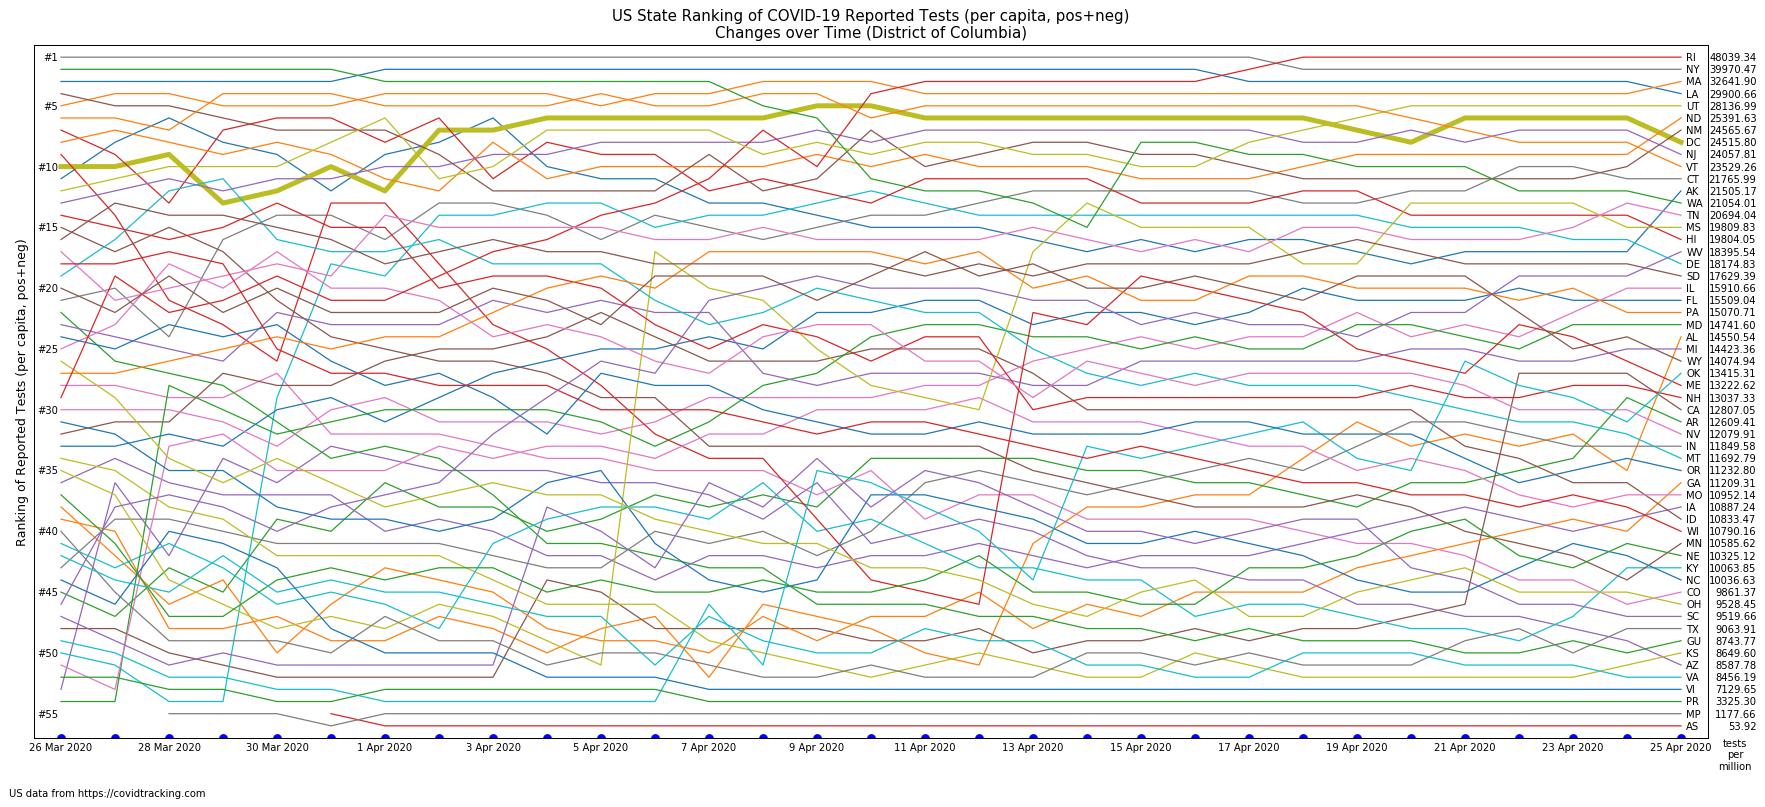 US State Ranking of COVID-19 Reported Tests (per capita, pos+neg)
Changes over Time (District of Columbia)
Ranking of Reported Tests (per capita, pos+neg)
#1
#5
#10
#15
#20
#25
#30
#35
#40
#45
#50
#55
RI 48039.34
NY 39970.47
MA 32641.90
LA 29900.66
UT 28136.99
ND 25391.63
NM 24565.67
DC 24515.80
NJ 24057.81
VT 23529.26
CT 21765.99
AK 21505.17
WA 21054.01
TN 20694.04
MS 19809.83
HI 19804.05
WV 18395.54
DE 18174.83
SD 17629.39
IL 15910.66
FL 15509.04
PA 15070.71
MD 14741.60
AL 14550.54
MI 14423.36
WY 14074.94
OK 13415.31
ME 13222.62
NH 13037.33
CA 12807.05
AR 12609.41
NV 12079.91
IN 11849.58
MT 11692.79
OR 11232.80
GA 11209.31
MO 10952.14
IA 10887.24
ID 10833.47
WI 10790.16
MN 10585.62
NE 10325.12
KY 10063.85
NC 10036.63
CO 9861.37
OH 9528.45
SC 9519.66
TX 9063.91
GU 8743.77
KS 8649.60
AZ 8587.78
VA 8456.19
VI 7129.65
PR 3325.30
MP 1177.66
AS 53.92
26 Mar 2020 28 Mar 2020 30 Mar 2020 1 Apr 2020 3 Apr 2020 5 Apr 2020 7 Apr 2020 9 Apr 2020 11 Apr 2020 13 Apr 2020 15 Apr 2020 17 Apr 2020 19 Apr 2020 21 Apr 2020 23 Apr 2020 25 Apr 2020
tests
per
million
US data from https://covidtracking.com